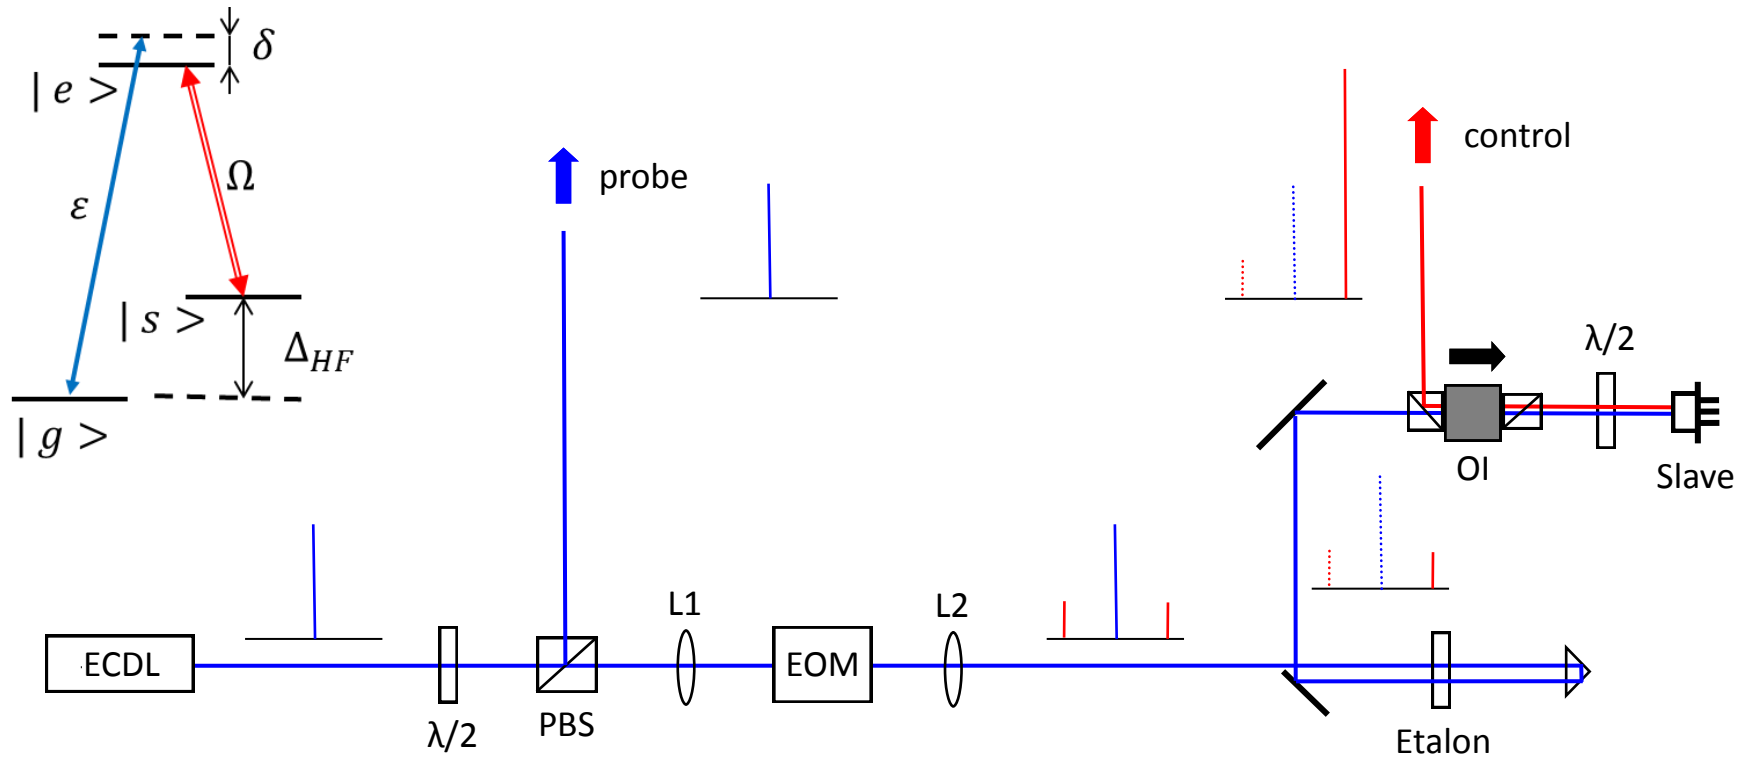 δ
| e >
Ω
ε
| s >
Δ_HF
| g >
probe
control
λ/2
OI
Slave
L1
L2
ECDL
EOM
λ/2
PBS
Etalon